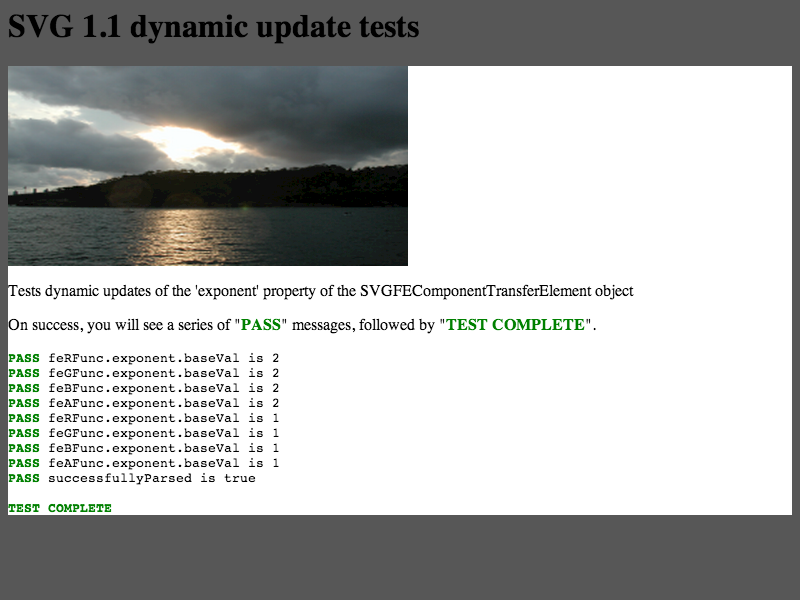 SVG 1.1 dynamic update tests
Tests dynamic updates of the 'exponent' property of the SVGFEComponentTransferElement object
On success, you will see a series of "PASS" messages, followed by "TEST COMPLETE".
PASS feRFunc.exponent.baseVal is 2
PASS feGFunc.exponent.baseVal is 2
PASS feBFunc.exponent.baseVal is 2
PASS feAFunc.exponent.baseVal is 2
PASS feRFunc.exponent.baseVal is 1
PASS feGFunc.exponent.baseVal is 1
PASS feBFunc.exponent.baseVal is 1
PASS feAFunc.exponent.baseVal is 1
PASS successfullyParsed is true
TEST COMPLETE